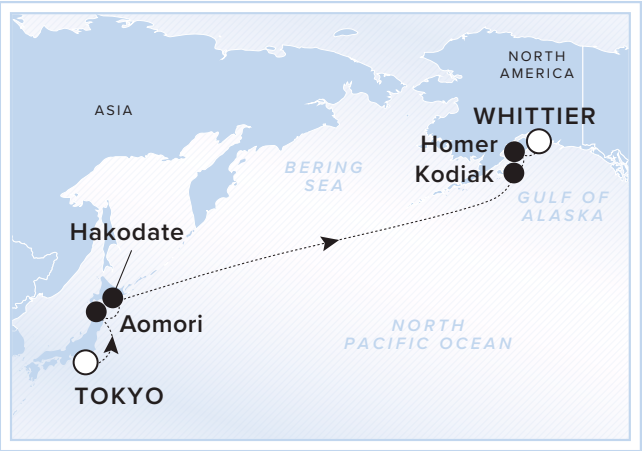 NORTH
AMERICA
ASIA
WHITTIER
Homer
Kodiak
BERING
SEA
GULF OF
ALASKA
Hakodate
Aomori
NORTH
PACIFIC OCEAN
TOKYO